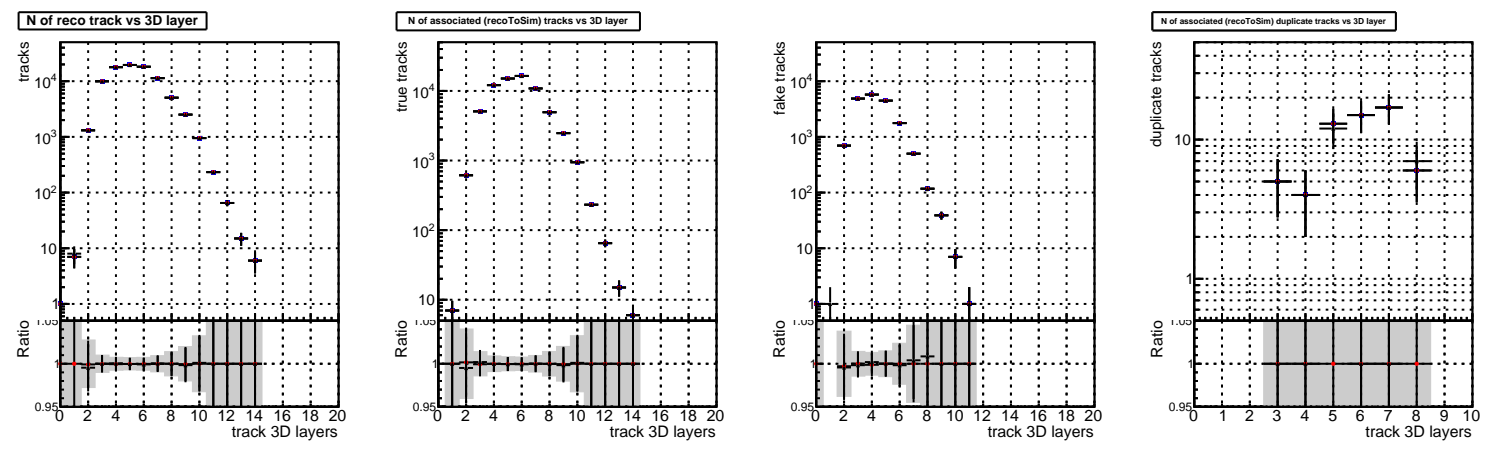 N of reco track vs 3D layer
tracks
10^4
10^3
10^2
10
1
Ratio
1.05
1
0.95
0 2 4 6 8 10 12 14 16 18 20
track 3D layers
N of associated (recoToSim) tracks vs 3D layer
true tracks
10^4
10^3
10^2
10
Ratio
1.05
1
0.95
0 2 4 6 8 10 12 14 16 18 20
track 3D layers
fake tracks
10^4
10^3
10^2
10
1
Ratio
1.05
1
0.95
0 2 4 6 8 10 12 14 16 18 20
track 3D layers
N of associated (recoToSim) duplicate tracks vs 3D layer
duplicate tracks
10
1
Ratio
1.05
1
0.95
0 1 2 3 4 5 6 7 8 9 10
track 3D layers